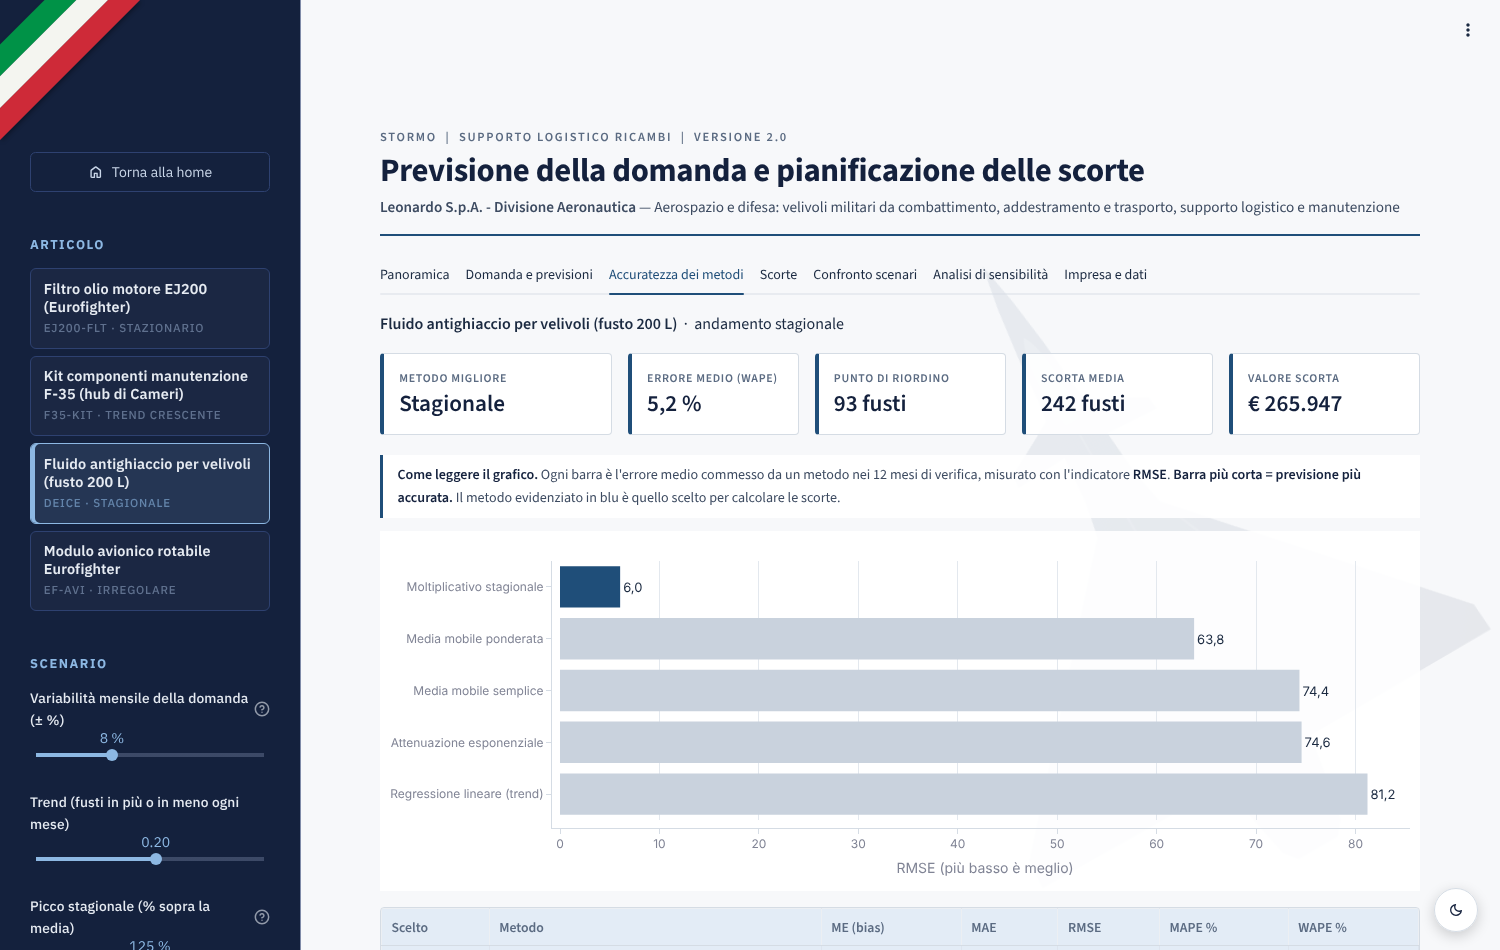 Torna alla home
ARTICOLO
Filtro olio motore EJ200
(Eurofighter)
EJ200-FLT · STAZIONARIO
Kit componenti manutenzione
F-35 (hub di Cameri)
F35-KIT · TREND CRESCENTE
Fluido antighiaccio per velivoli
(fusto 200 L)
DEICE · STAGIONALE
Modulo avionico rotabile
Eurofighter
EF-AVI · IRREGOLARE
SCENARIO
Variabilità mensile della domanda
(± %)
8 %
Trend (fusti in più o in meno ogni
mese)
0.20
Picco stagionale (% sopra la
media)
125 %
STORMO | SUPPORTO LOGISTICO RICAMBI | VERSIONE 2.0
Previsione della domanda e pianificazione delle scorte
Leonardo S.p.A. - Divisione Aeronautica — Aerospazio e difesa: velivoli militari da combattimento, addestramento e trasporto, supporto logistico e manutenzione
Panoramica Domanda e previsioni Accuratezza dei metodi Scorte Confronto scenari Analisi di sensibilità Impresa e dati
Fluido antighiaccio per velivoli (fusto 200 L) · andamento stagionale
METODO MIGLIORE
Stagionale
ERRORE MEDIO (WAPE)
5,2 %
PUNTO DI RIORDINO
93 fusti
SCORTA MEDIA
242 fusti
VALORE SCORTA
€ 265.947
Come leggere il grafico. Ogni barra è l'errore medio commesso da un metodo nei 12 mesi di verifica, misurato con l'indicatore RMSE. Barra più corta = previsione più
accurata. Il metodo evidenziato in blu è quello scelto per calcolare le scorte.
Moltiplicativo stagionale 6,0
Media mobile ponderata 63,8
Media mobile semplice 74,4
Attenuazione esponenziale 74,6
Regressione lineare (trend) 81,2
0 10 20 30 40 50 60 70 80
RMSE (più basso è meglio)
Scelto Metodo ME (bias) MAE RMSE MAPE % WAPE %